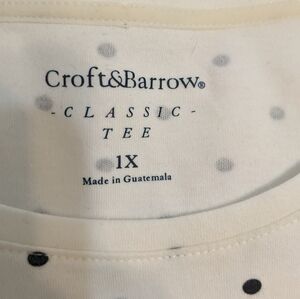 Croft&Barrow®
- CLASSIC -
TEE
1X
Made in Guatemala